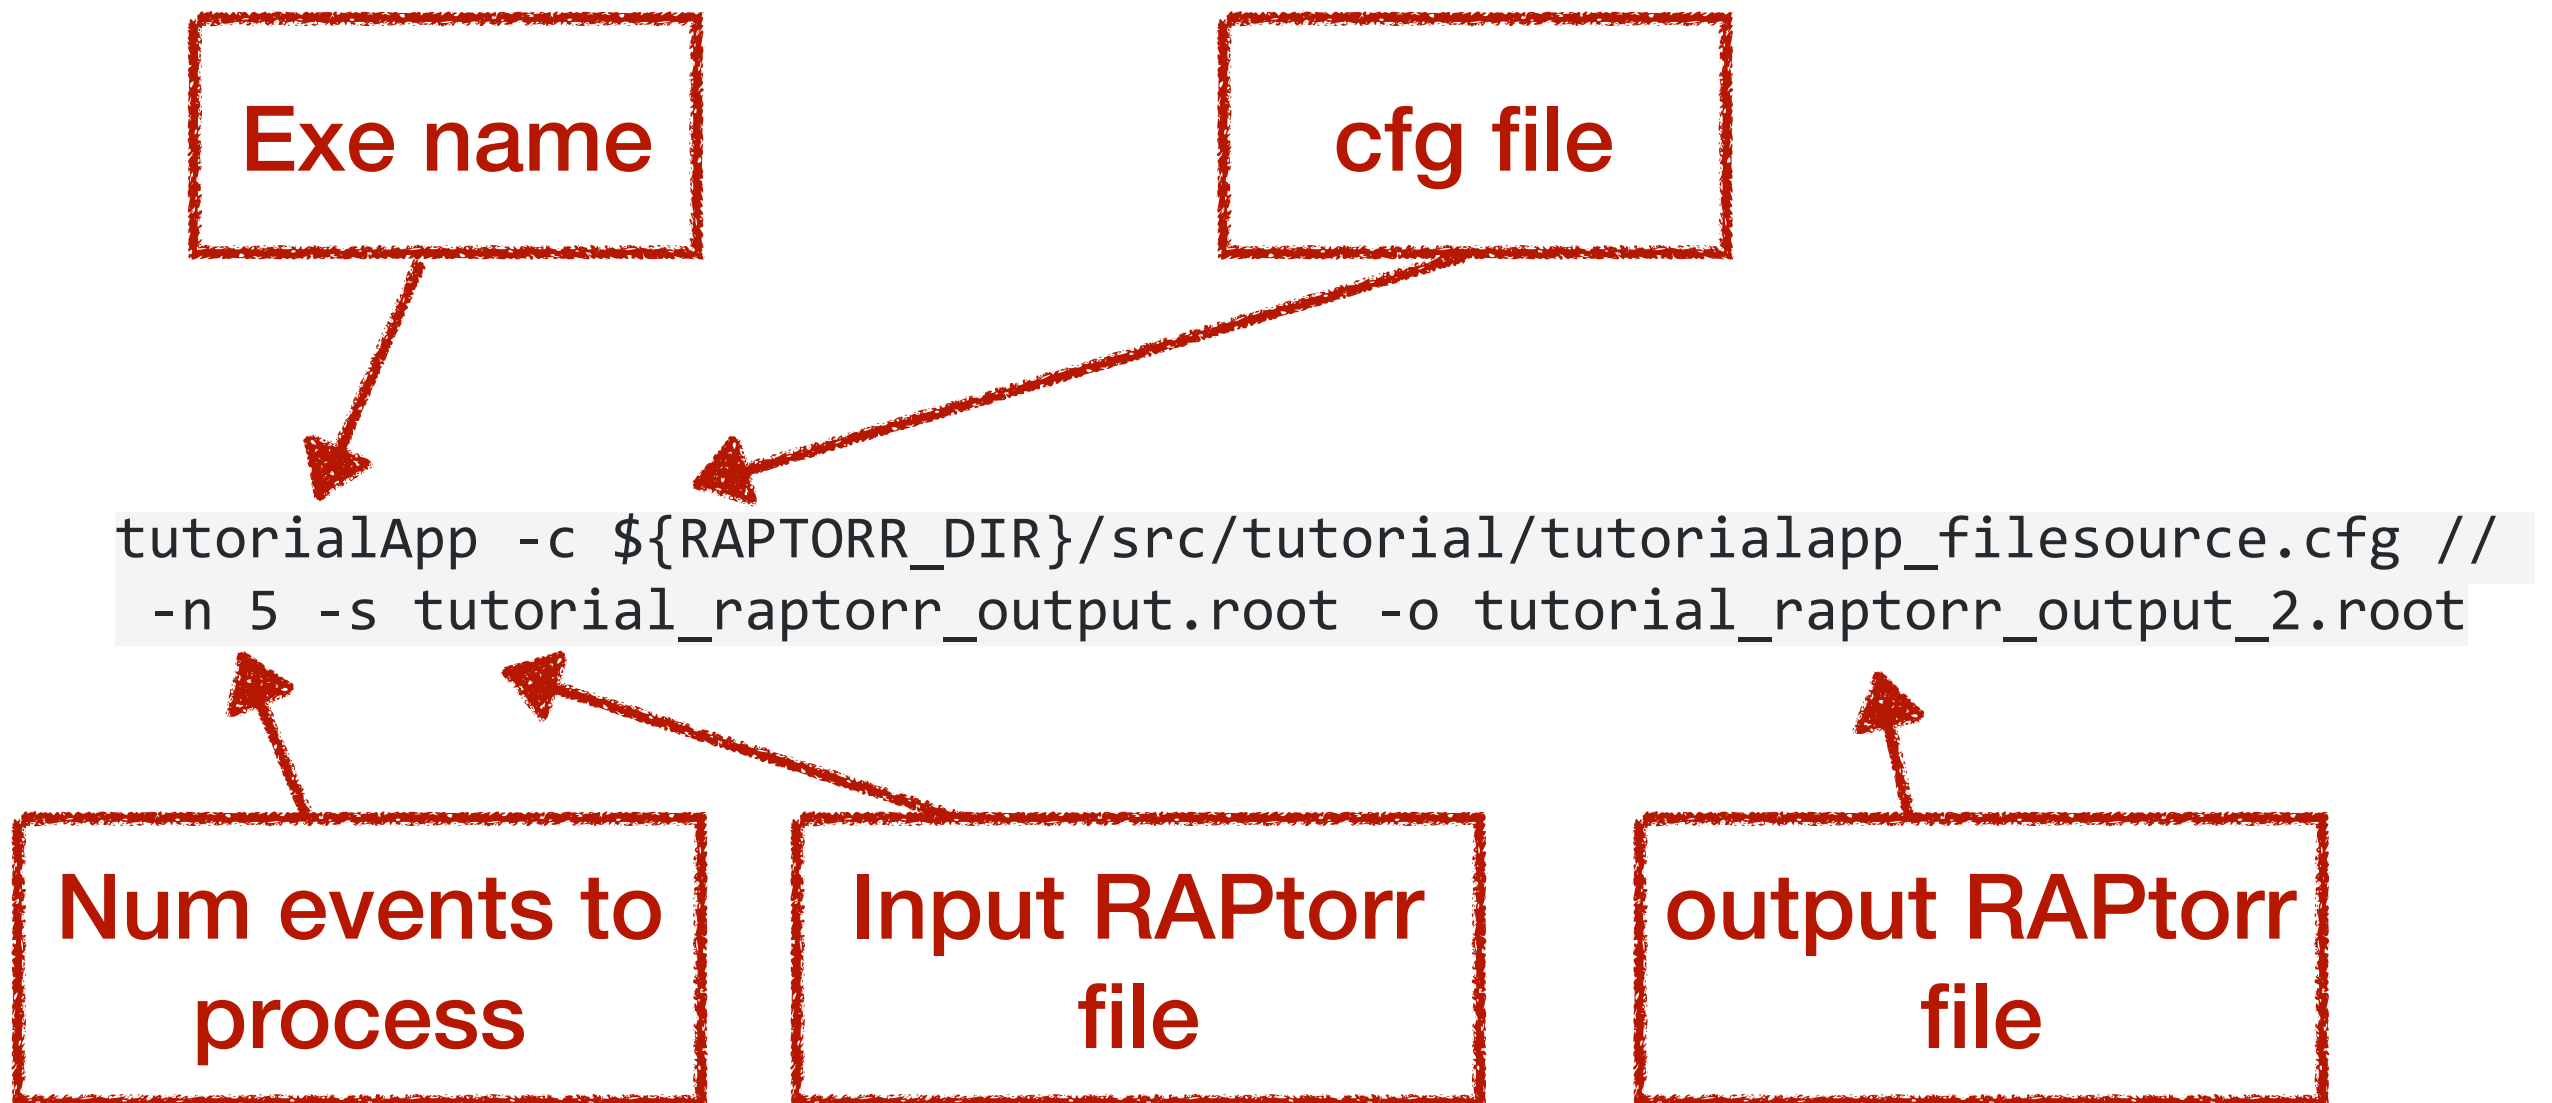 Exe name
cfg file
tutorialApp -c ${RAPTORR_DIR}/src/tutorial/tutorialapp_filesource.cfg //
-n 5 -s tutorial_raptorr_output.root -o tutorial_raptorr_output_2.root
Num events to
process
Input RAPtorr
file
output RAPtorr
file